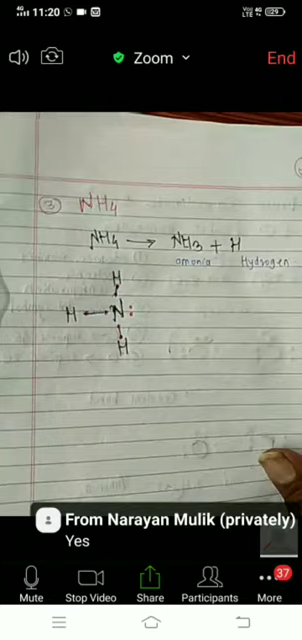 11:20
29
Zoom
End
3 NH4
NH4 → NH3 + H
amonia Hydrogen
H
H N:
H
From Narayan Mulik (privately)
Yes
37
Mute Stop Video Share Participants More